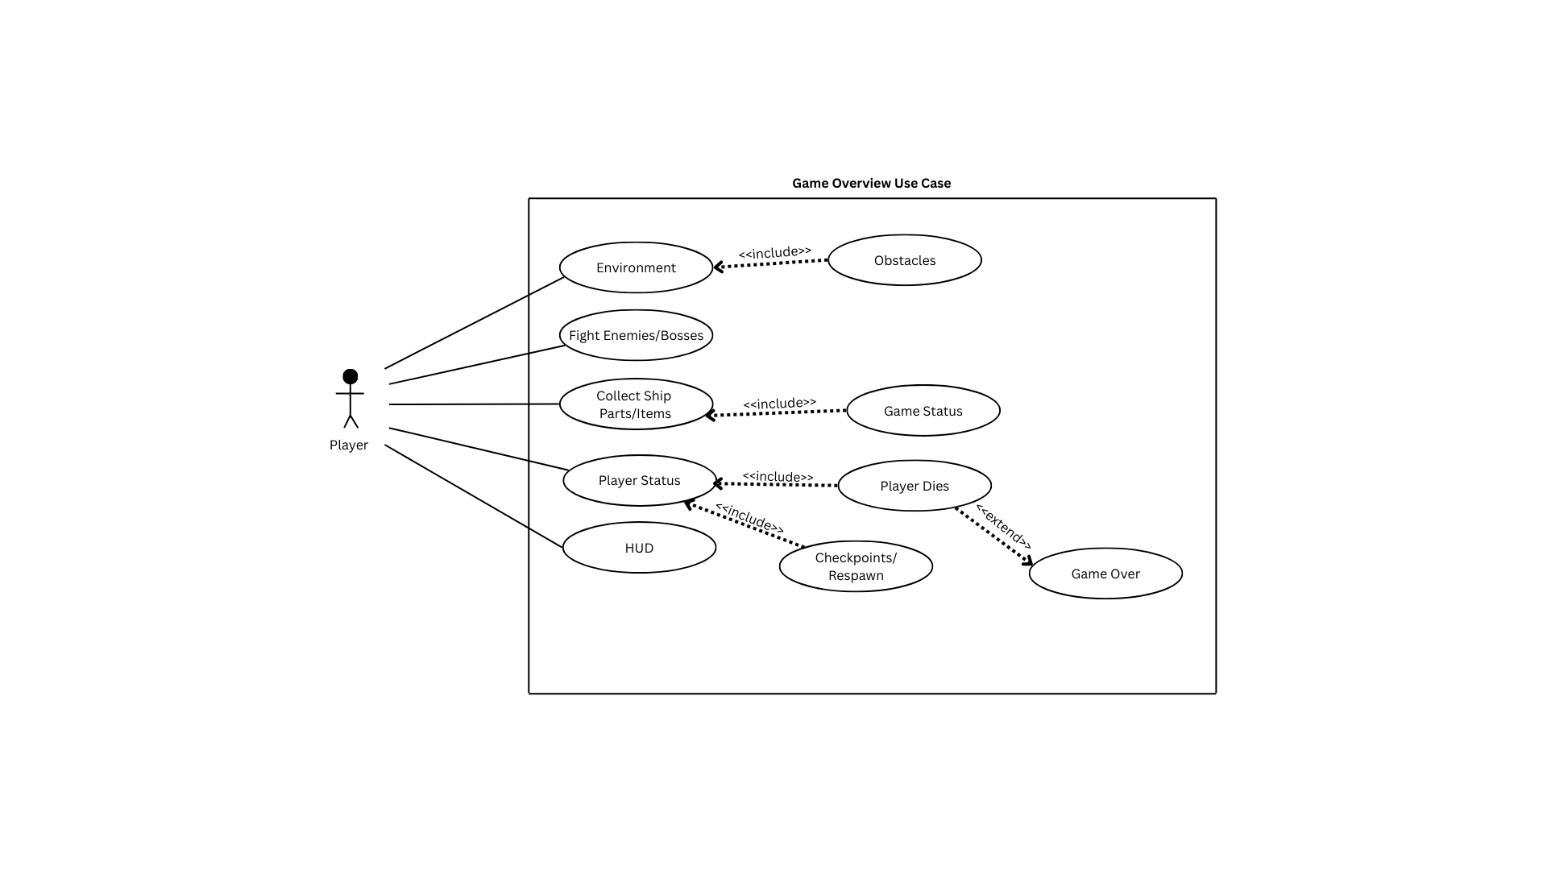 Game Overview Use Case
Environment
<<include>>
Obstacles
Fight Enemies/Bosses
Collect Ship
Parts/Items
<<include>>
Game Status
Player
Player Status
<<include>>
Player Dies
<<include>>
<<extend>>
HUD
Checkpoints/
Respawn
Game Over